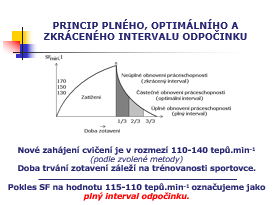 PRINCIP PLNÉHO, OPTIMÁLNÍHO A
ZKRÁCENÉHO INTERVALU ODPOČINKU
SFmin.-1
Neúplné obnovení práceschopnosti
(zkrácený interval)
170
150
130
Zatížení
Částečné obnovení práceschopnosti
(optimální interval)
Úplné obnovení práceschopnosti
(plný interval)
1/3 2/3 3/3
Doba zotavení
Nové zahájení cvičení je v rozmezí 110-140 tepů.min-1
(podle zvolené metody)
Doba trvání zotavení záleží na trénovanosti sportovce.
Pokles SF na hodnotu 115-110 tepů.min-1 označujeme jako
plný interval odpočinku.